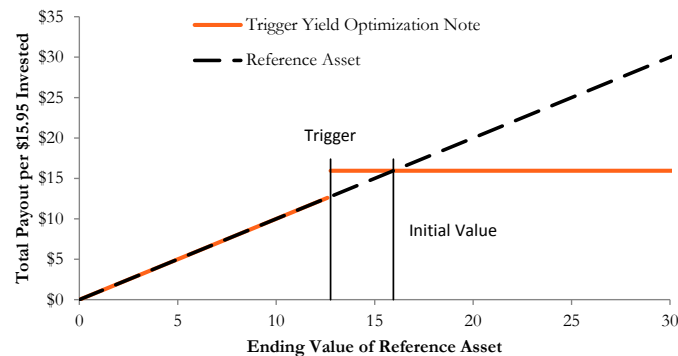 Trigger Yield Optimization Note
Reference Asset
$35
$30
$25
$20
$15
$10
$5
$0
Total Payout per $15.95 Invested
Trigger
Initial Value
0 5 10 15 20 25 30
Ending Value of Reference Asset